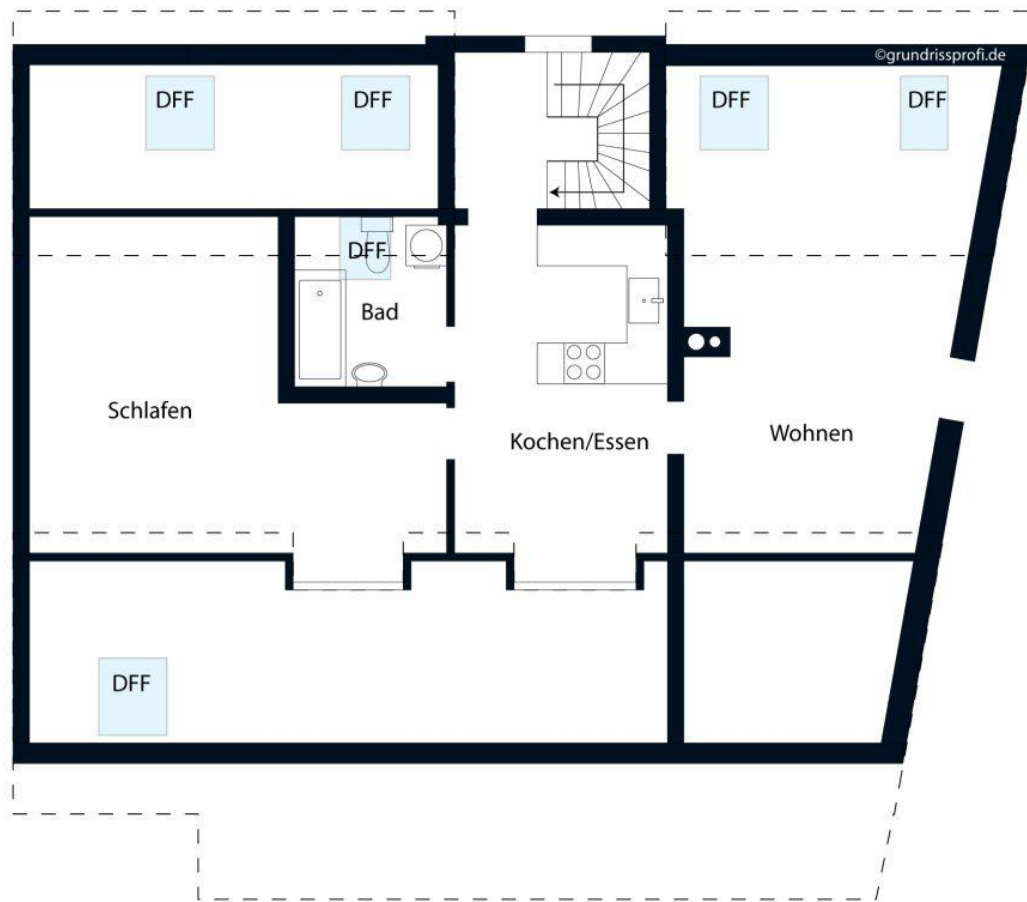 ©grundrissprofi.de
DFF
DFF
DFF
DFF
DFF
Bad
Schlafen
Kochen/Essen
Wohnen
DFF